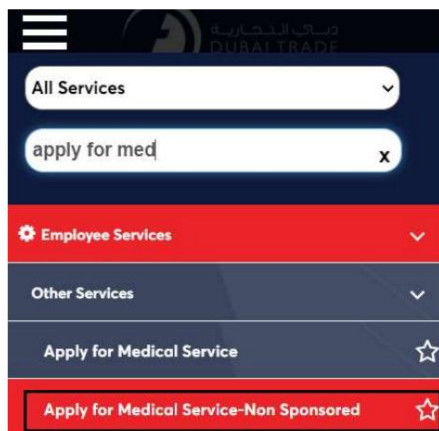 دبي التجارية
DUBAI TRADE
All Services
apply for med
x
Employee Services
Other Services
Apply for Medical Service
Apply for Medical Service-Non Sponsored